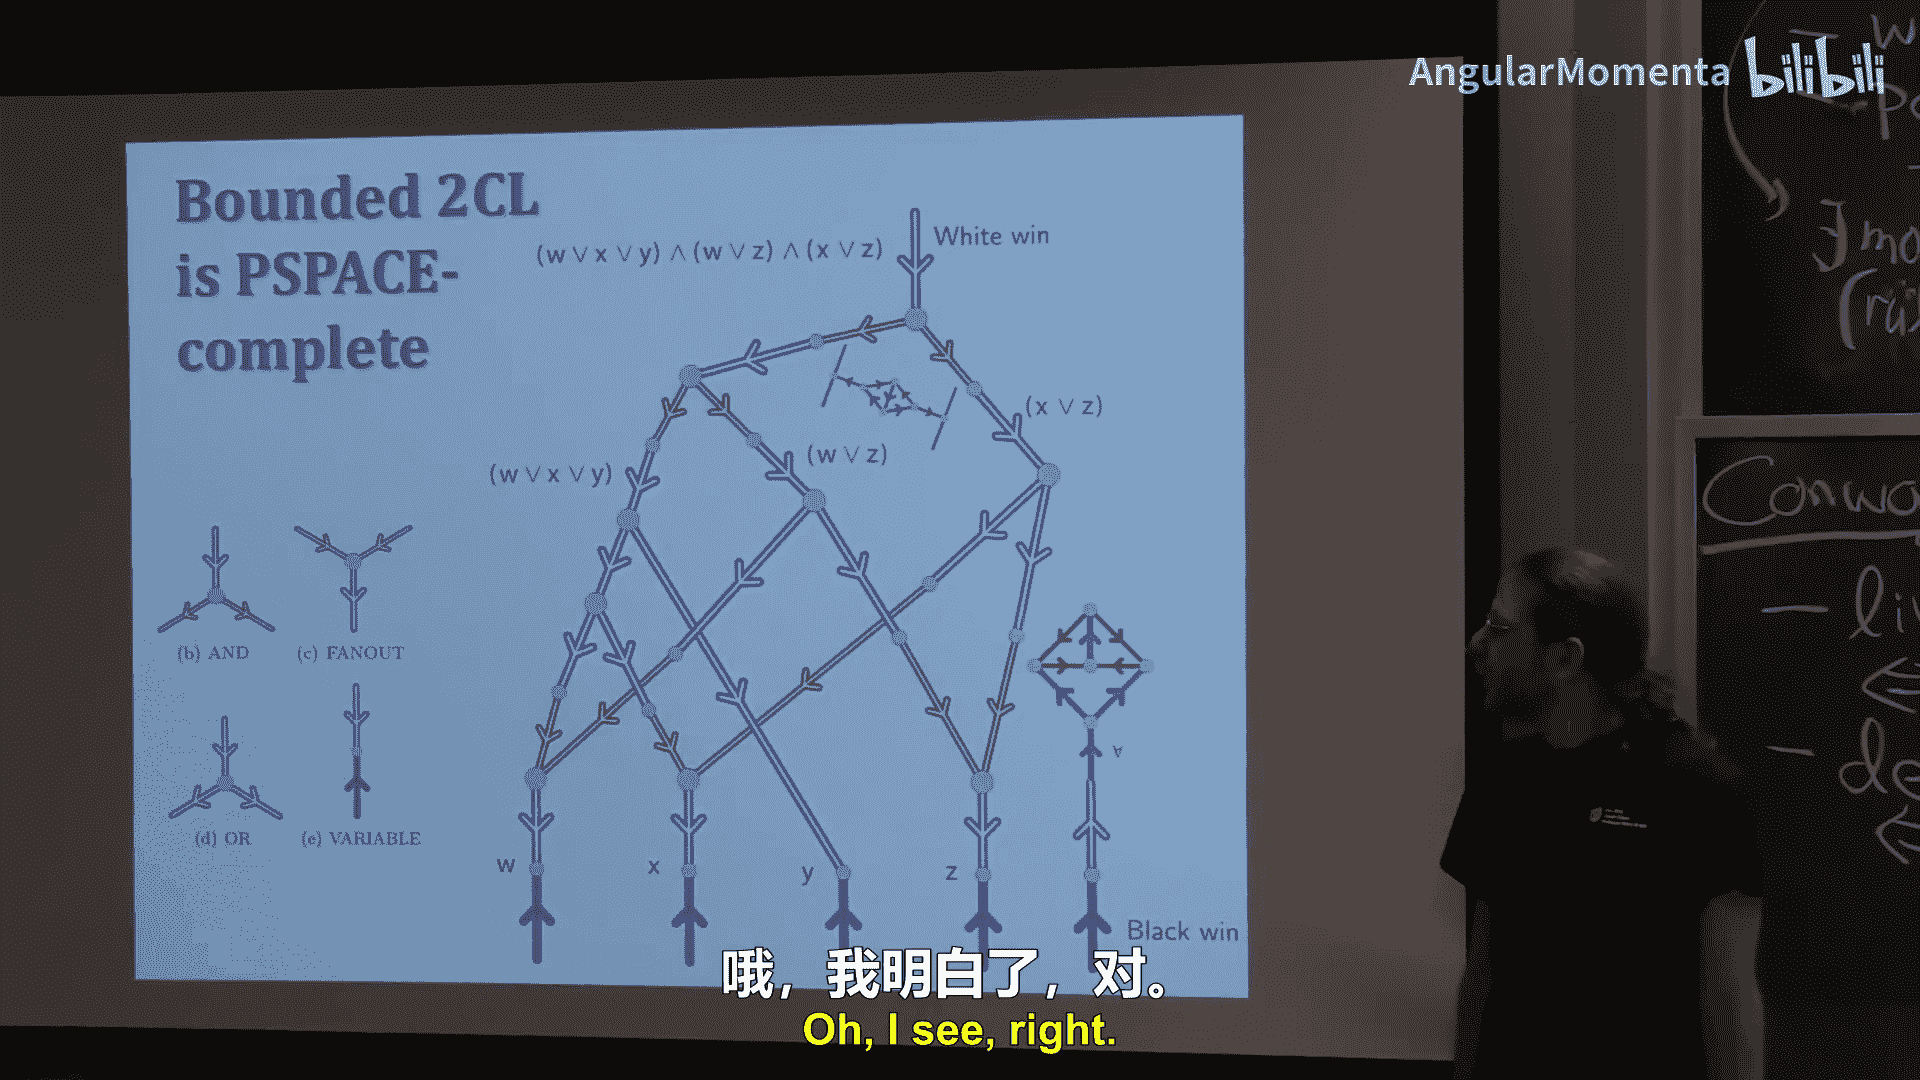 AngularMomenta bilibili
Bounded 2CL
is PSPACE-
complete
(w ∨ x ∨ y) ∧ (w ∨ z) ∧ (x ∨ z)
White win
(x ∨ z)
(w ∨ z)
(w ∨ x ∨ y)
(b) AND
(c) FANOUT
(d) OR
(e) VARIABLE
∀
w
x
y
z
Black win
Conwa
哦，我明白了，对。
Oh, I see, right.